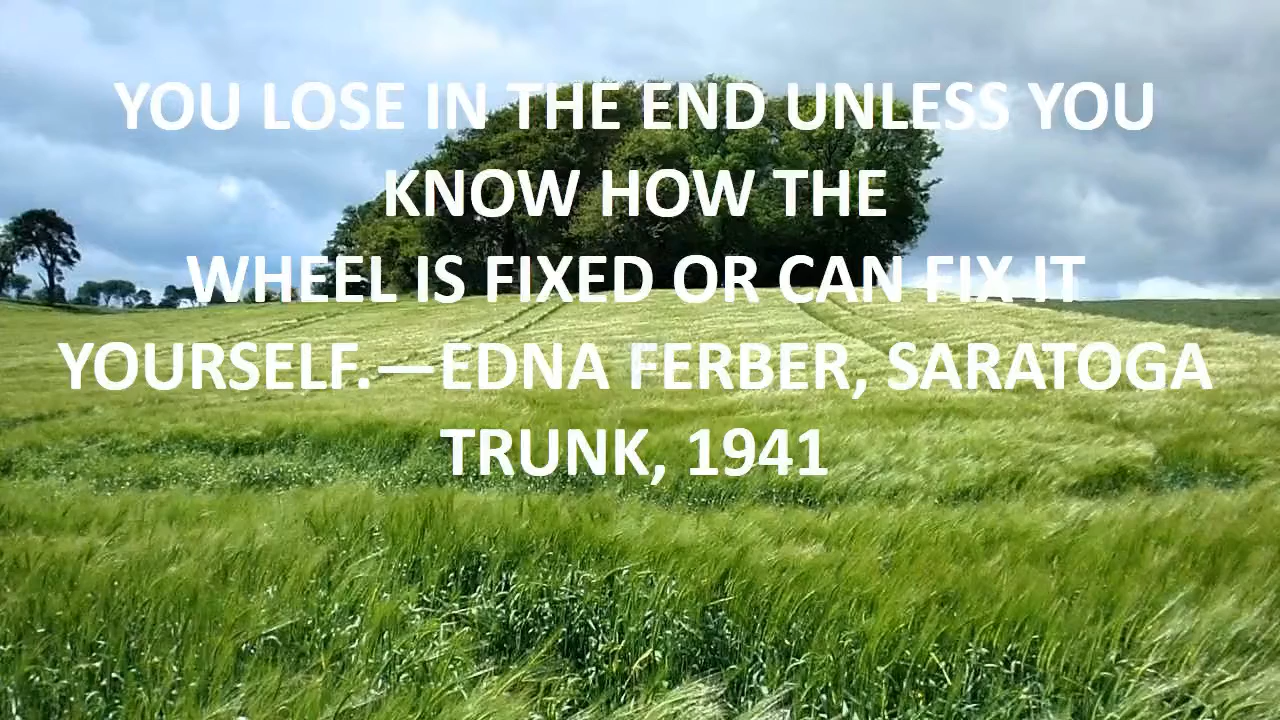 YOU LOSE IN THE END UNLESS YOU
KNOW HOW THE
WHEEL IS FIXED OR CAN FIX IT
YOURSELF.—EDNA FERBER, SARATOGA
TRUNK, 1941